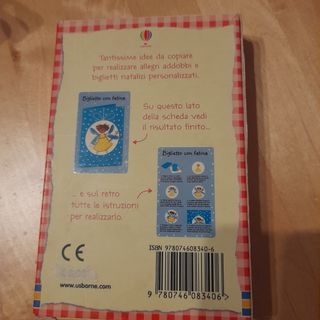 Tantissime idee da copiare
per realizzare allegri addobbi e
biglietti natalizi personalizzati.
Biglietto con fatina
Su questo lato
della scheda vedi
il risultato finito...
Biglietto con fatina
... e sul retro
tutte le istruzioni
per realizzarlo.
CE
www.usborne.com
ISBN 978074608340-6
9 780746 083406 >